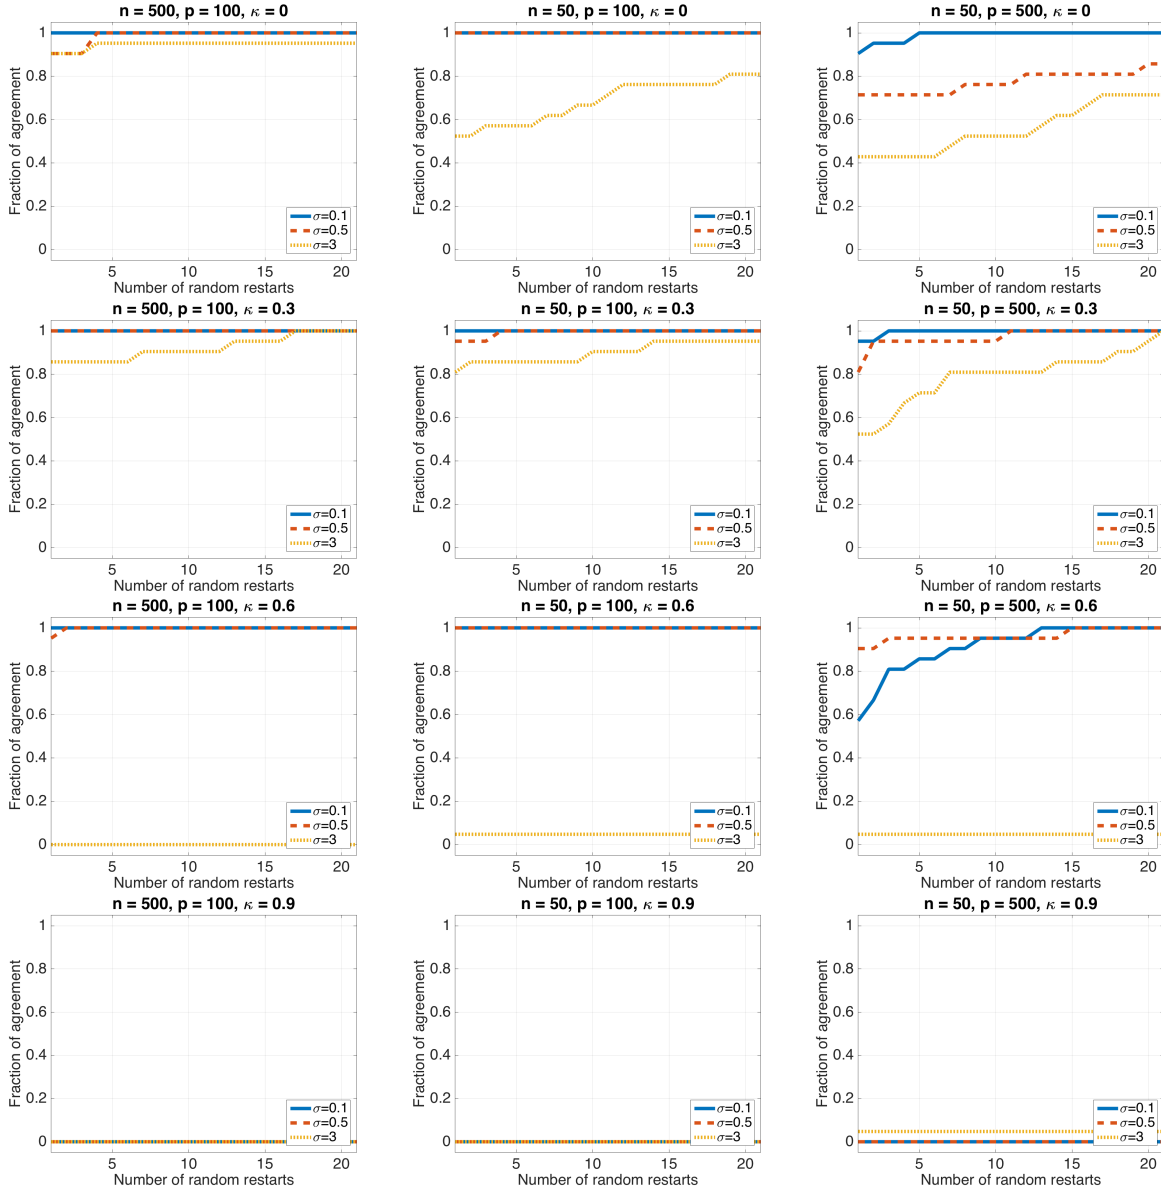 n = 500, p = 100, κ = 0
Fraction of agreement
1
0.8
0.6
0.4
0.2
0
σ=0.1
σ=0.5
σ=3
5 10 15 20
Number of random restarts
n = 50, p = 100, κ = 0
Fraction of agreement
1
0.8
0.6
0.4
0.2
0
σ=0.1
σ=0.5
σ=3
5 10 15 20
Number of random restarts
n = 50, p = 500, κ = 0
Fraction of agreement
1
0.8
0.6
0.4
0.2
0
σ=0.1
σ=0.5
σ=3
5 10 15 20
Number of random restarts
n = 500, p = 100, κ = 0.3
Fraction of agreement
1
0.8
0.6
0.4
0.2
0
σ=0.1
σ=0.5
σ=3
5 10 15 20
Number of random restarts
n = 50, p = 100, κ = 0.3
Fraction of agreement
1
0.8
0.6
0.4
0.2
0
σ=0.1
σ=0.5
σ=3
5 10 15 20
Number of random restarts
n = 50, p = 500, κ = 0.3
Fraction of agreement
1
0.8
0.6
0.4
0.2
0
σ=0.1
σ=0.5
σ=3
5 10 15 20
Number of random restarts
n = 500, p = 100, κ = 0.6
Fraction of agreement
1
0.8
0.6
0.4
0.2
0
σ=0.1
σ=0.5
σ=3
5 10 15 20
Number of random restarts
n = 50, p = 100, κ = 0.6
Fraction of agreement
1
0.8
0.6
0.4
0.2
0
σ=0.1
σ=0.5
σ=3
5 10 15 20
Number of random restarts
n = 50, p = 500, κ = 0.6
Fraction of agreement
1
0.8
0.6
0.4
0.2
0
σ=0.1
σ=0.5
σ=3
5 10 15 20
Number of random restarts
n = 500, p = 100, κ = 0.9
Fraction of agreement
1
0.8
0.6
0.4
0.2
0
σ=0.1
σ=0.5
σ=3
5 10 15 20
Number of random restarts
n = 50, p = 100, κ = 0.9
Fraction of agreement
1
0.8
0.6
0.4
0.2
0
σ=0.1
σ=0.5
σ=3
5 10 15 20
Number of random restarts
n = 50, p = 500, κ = 0.9
Fraction of agreement
1
0.8
0.6
0.4
0.2
0
σ=0.1
σ=0.5
σ=3
5 10 15 20
Number of random restarts